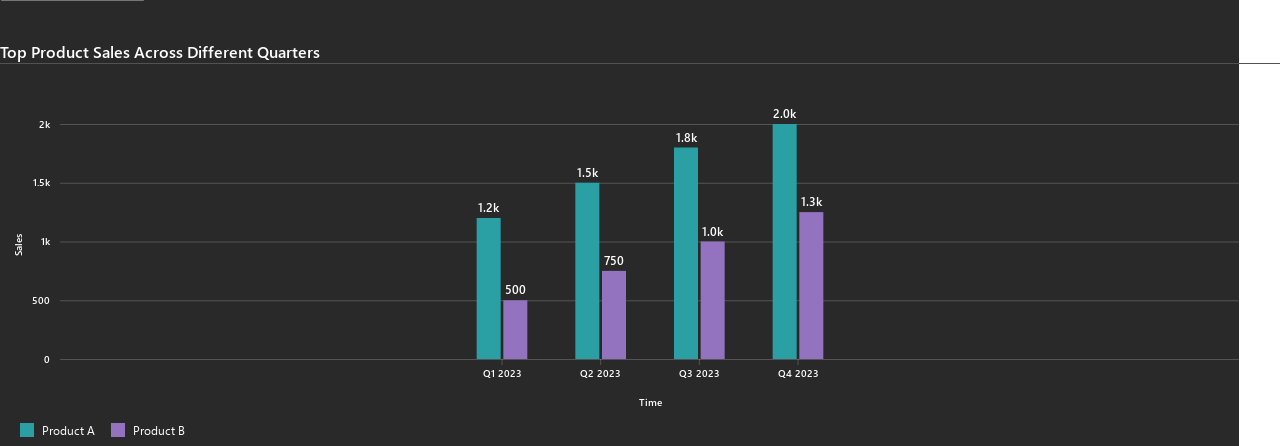 Top Product Sales Across Different Quarters
2k
1.5k
1k
500
0
Sales
1.2k
500
1.5k
750
1.8k
1.0k
2.0k
1.3k
Q1 2023
Q2 2023
Q3 2023
Q4 2023
Time
Product A
Product B